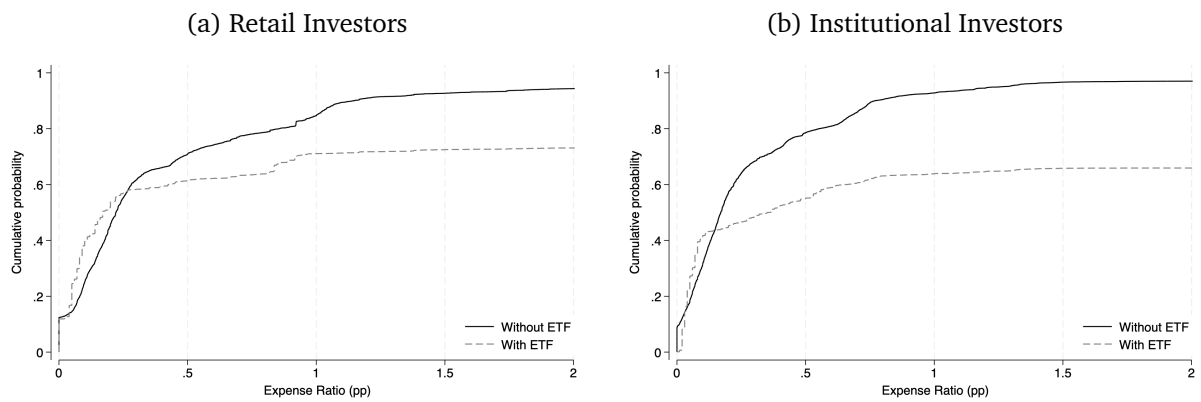 (a) Retail Investors
1
.8
.6
.4
.2
0
Cumulative probability
0 .5 1 1.5 2
Expense Ratio (pp)
Without ETF
With ETF
(b) Institutional Investors
1
.8
.6
.4
.2
0
Cumulative probability
0 .5 1 1.5 2
Expense Ratio (pp)
Without ETF
With ETF